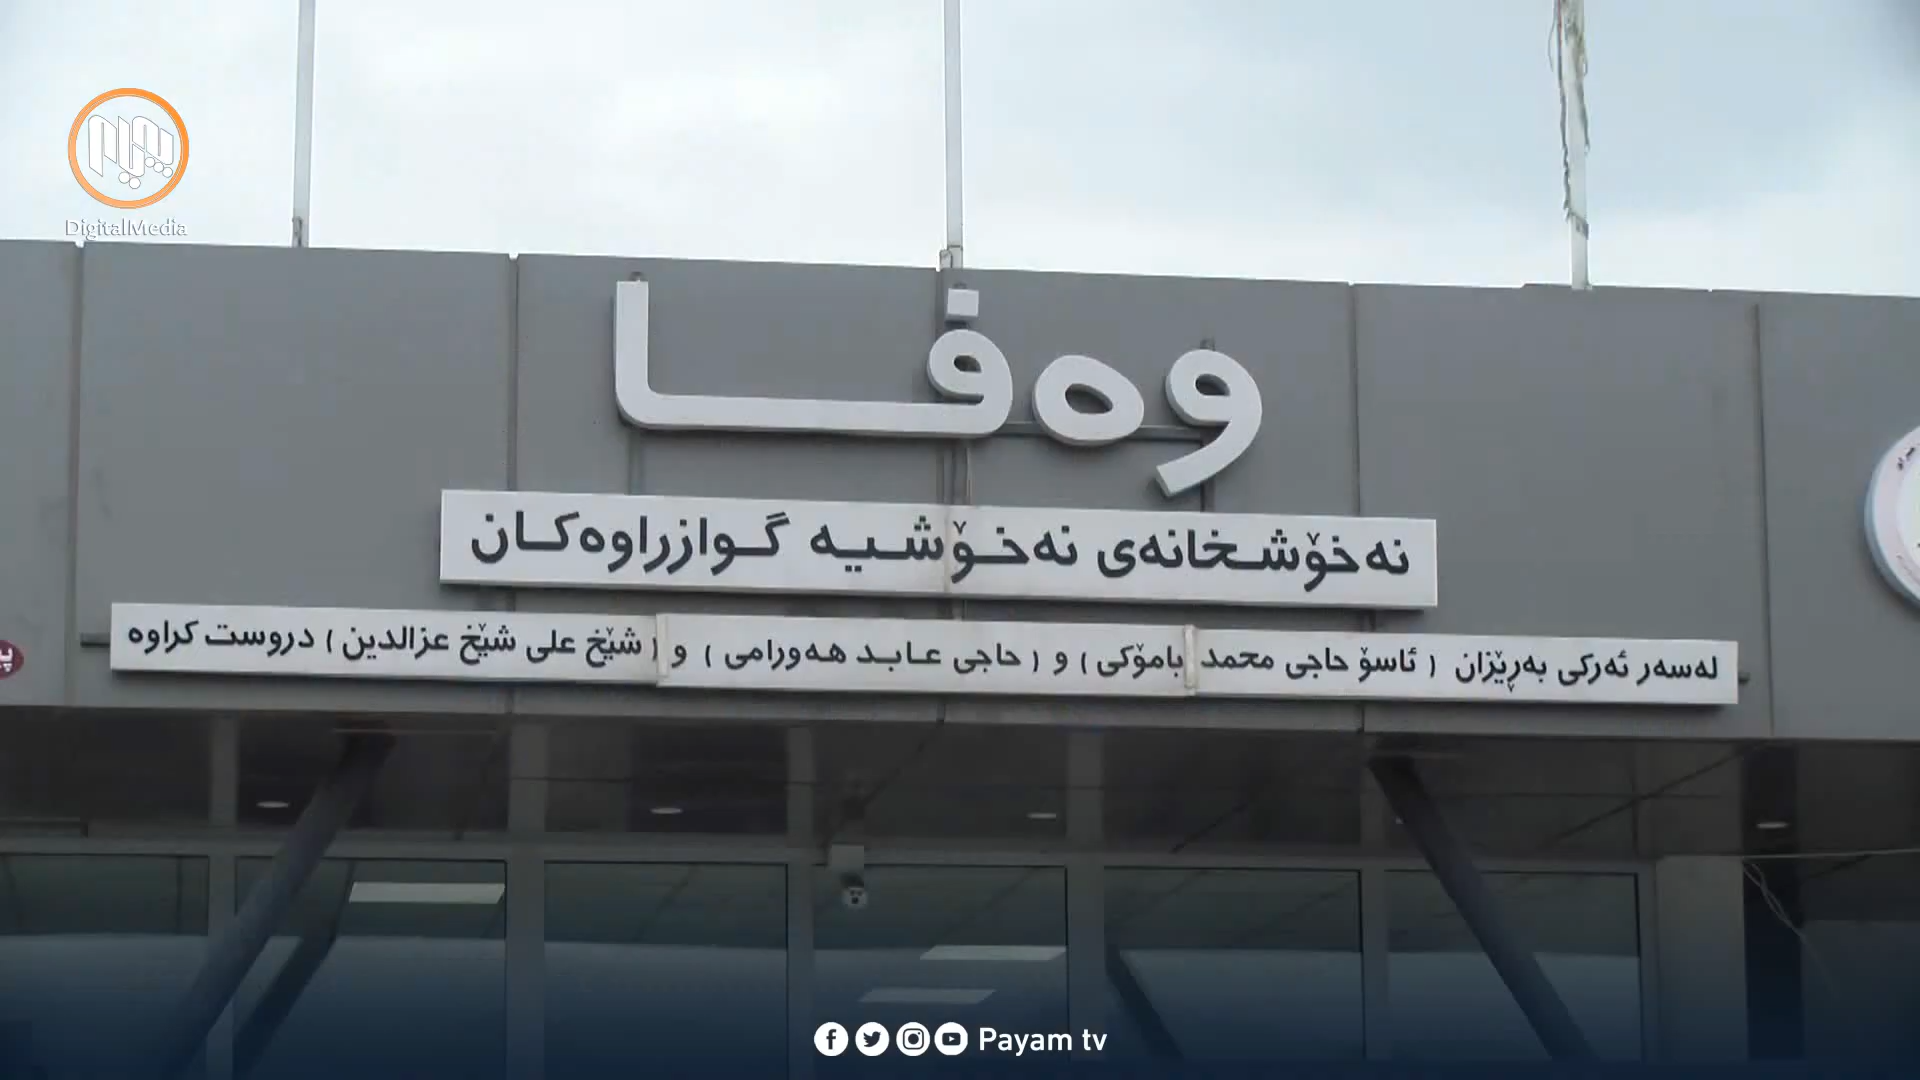 پەیام
DigitalMedia
وەفا
نەخۆشخانەی نەخۆشیە گوازراوەکان
لەسەر ئەرکی بەڕێزان ( ئاسۆ حاجی محمد بامۆکی ) و ( حاجی عابد هەورامی ) و ( شێخ علی شێخ عزالدین ) دروست کراوە
Payam tv